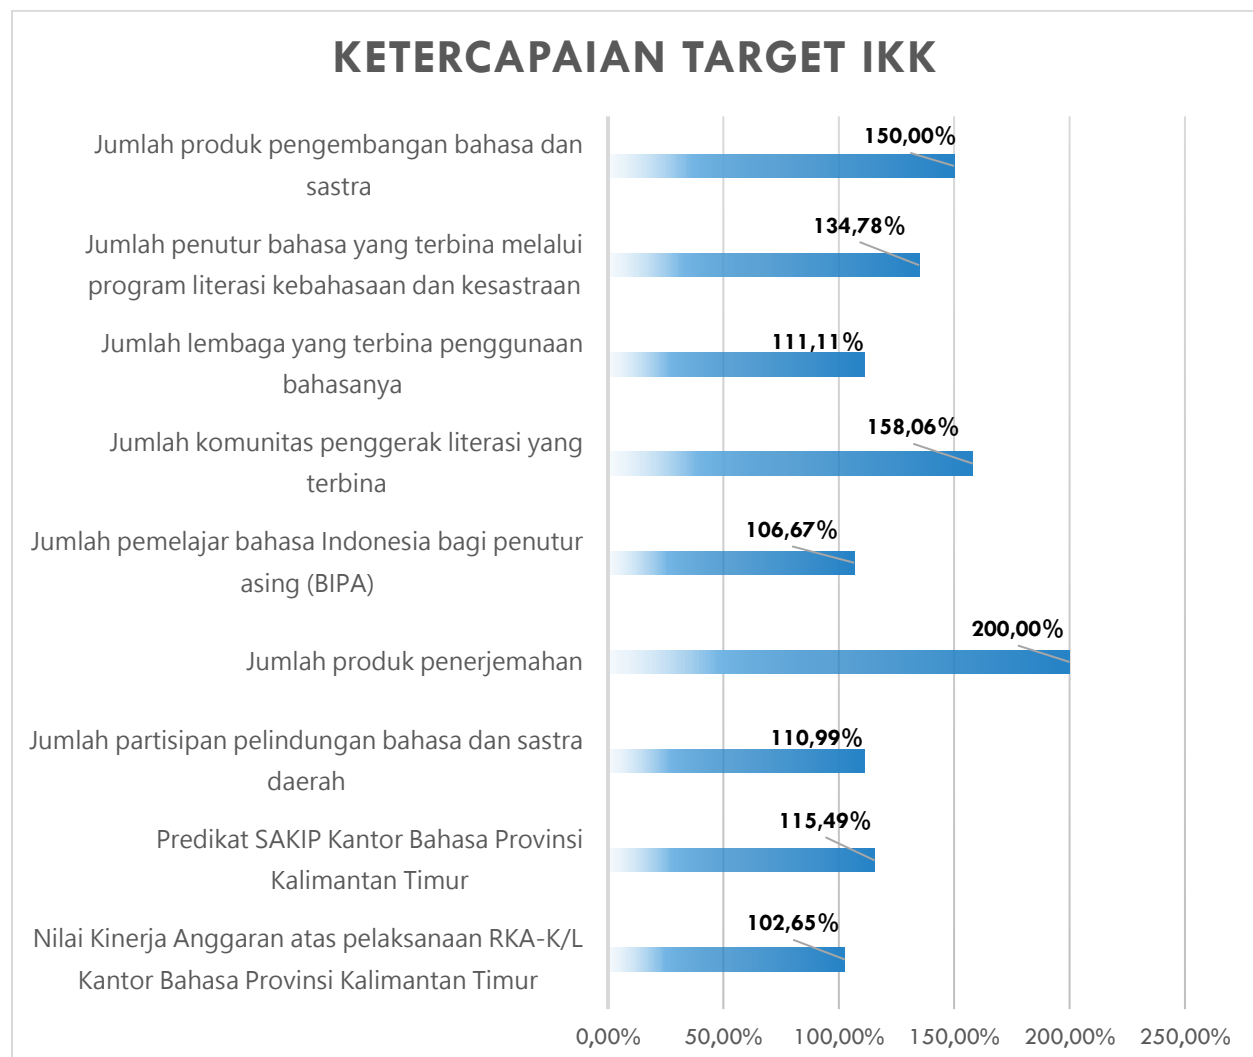 KETERCAPAIAN TARGET IKK
Jumlah produk pengembangan bahasa dan
sastra
150,00%
Jumlah penutur bahasa yang terbina melalui
program literasi kebahasaan dan kesastraan
134,78%
Jumlah lembaga yang terbina penggunaan
bahasanya
111,11%
Jumlah komunitas penggerak literasi yang
terbina
158,06%
Jumlah pemelajar bahasa Indonesia bagi penutur
asing (BIPA)
106,67%
Jumlah produk penerjemahan
200,00%
Jumlah partisipan pelindungan bahasa dan sastra
daerah
110,99%
Predikat SAKIP Kantor Bahasa Provinsi
Kalimantan Timur
115,49%
Nilai Kinerja Anggaran atas pelaksanaan RKA-K/L
Kantor Bahasa Provinsi Kalimantan Timur
102,65%
0,00% 50,00% 100,00% 150,00% 200,00% 250,00%